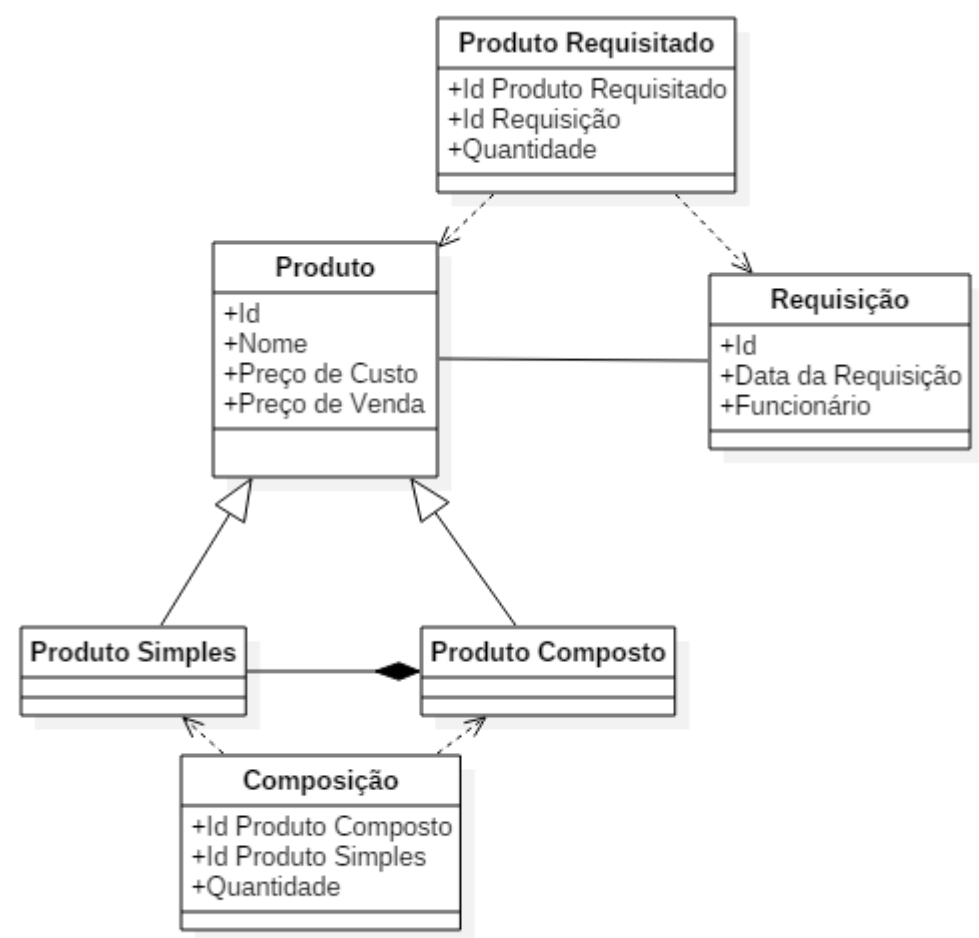 Produto Requisitado
+Id Produto Requisitado
+Id Requisição
+Quantidade
Produto
+Id
+Nome
+Preço de Custo
+Preço de Venda
Requisição
+Id
+Data da Requisição
+Funcionário
Produto Simples
Produto Composto
Composição
+Id Produto Composto
+Id Produto Simples
+Quantidade